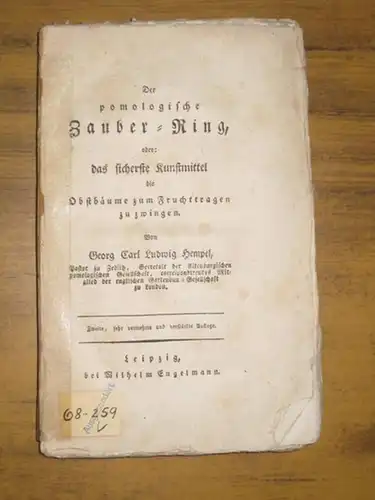 Der
pomologische
Zauber-Ring,
oder:
das sicherste Kunstmittel
die
Obstbäume zum Fruchttragen
zu zwingen.
Von
Georg Carl Ludwig Hempel,
Pastor zu Zedlitz, Secretair der Altenburgischen
pomologischen Gesellschaft, correspondirendes Mit-
glied der englischen Gartenbau-Gesellschaft
zu London.
Zweite, sehr vermehrte und verbesserte Auflage.
Leipzig,
bei Wilhelm Engelmann.
68-259